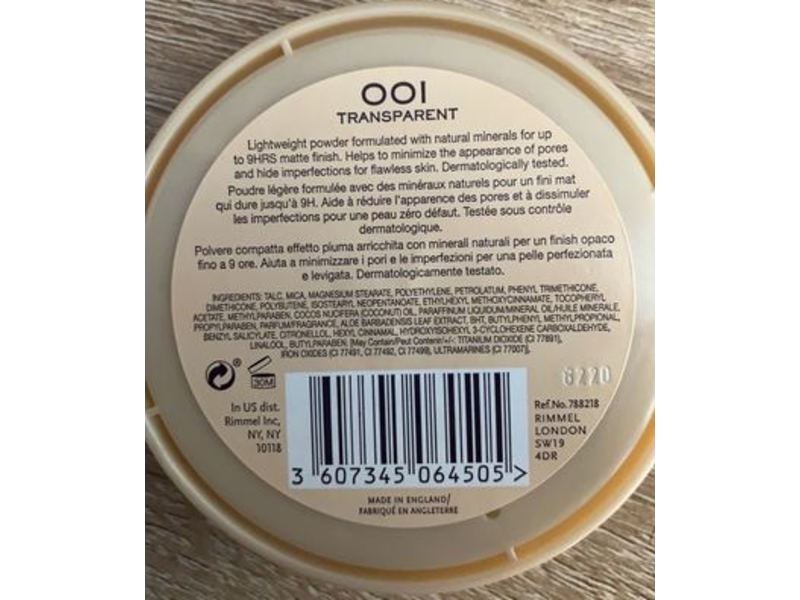 001
TRANSPARENT
Lightweight powder formulated with natural minerals for up
to 9HRS matte finish. Helps to minimize the appearance of pores
and hide imperfections for flawless skin. Dermatologically tested.
Poudre légère formulée avec des minéraux naturels pour un fini mat
qui dure jusqu'à 9H. Aide à réduire l'apparence des pores et à dissimuler
les imperfections pour une peau zéro défaut. Testée sous contrôle
dermatologique.
Polvere compatta effetto piuma arricchita con minerali naturali per un finish opaco
fino a 9 ore. Aiuta a minimizzare i pori e le imperfezioni per una pelle perfezionata
e levigata. Dermatologicamente testato.
INGREDIENTS: TALC, MICA, MAGNESIUM STEARATE, POLYETHYLENE, PETROLATUM, PHENYL TRIMETHICONE,
DIMETHICONE, POLYBUTENE, ISOSTEARYL NEOPENTANOATE, ETHYLHEXYL METHOXYCINNAMATE, TOCOPHERYL
ACETATE, METHYLPARABEN, COCOS NUCIFERA (COCONUT) OIL, PARAFFINUM LIQUIDUM/MINERAL OIL/HUILE MINERALE,
PROPYLPARABEN, PARFUM/FRAGRANCE, ALOE BARBADENSIS LEAF EXTRACT, BHT, BUTYLPHENYL METHYLPROPIONAL,
BENZYL SALICYLATE, CITRONELLOL, HEXYL CINNAMAL, HYDROXYISOHEXYL 3-CYCLOHEXENE CARBOXALDEHYDE,
LINALOOL, BUTYLPARABEN. [May Contain/Peut Contenir/+/-: TITANIUM DIOXIDE (CI 77891),
IRON OXIDES (CI 77491, CI 77492, CI 77499), ULTRAMARINES (CI 77007)].
®
30M
8220
In US dist.
Rimmel Inc,
NY, NY
10118
Ref.No. 788218
RIMMEL
LONDON
SW19
4DR
3 607345 064505 >
MADE IN ENGLAND/
FABRIQUÉ EN ANGLETERRE